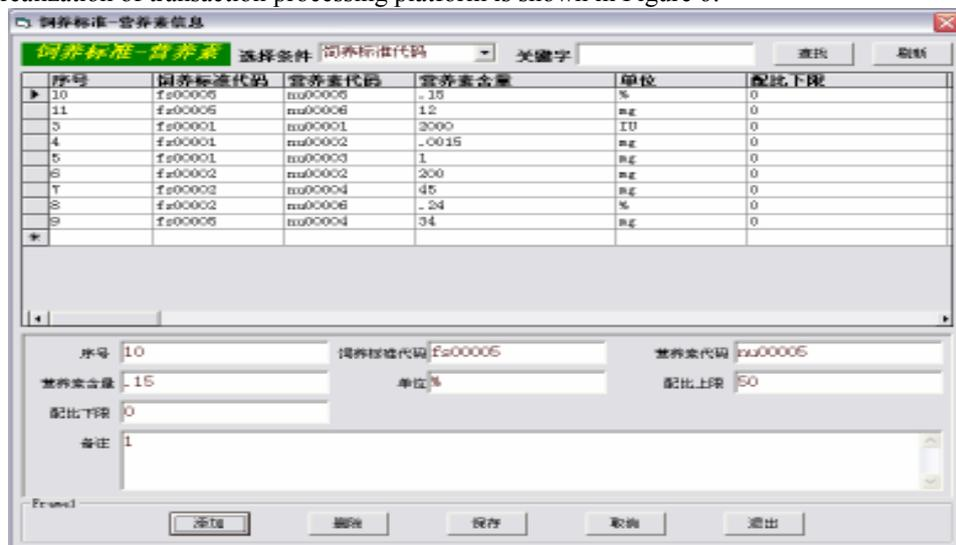 realization of transaction processing platform is shown in Figure 6.
饲养标准-营养素信息
饲养标准-营养素 选择条件 饲养标准代码 关键字 查找 刷新
序号 饲养标准代码 营养素代码 营养素含量 单位 配比下限
10 fs00005 nu00005 .15 % 0
11 fs00005 nu00006 12 mg 0
3 fs00001 nu00001 2000 IU 0
4 fs00001 nu00002 .0015 mg 0
5 fs00001 nu00003 1 mg 0
6 fs00002 nu00002 200 mg 0
7 fs00002 nu00004 45 mg 0
8 fs00002 nu00006 .24 % 0
9 fs00005 nu00004 34 mg 0
序号 10 饲养标准代码 fs00005 营养素代码 nu00005
营养素含量 .15 单位 % 配比上限 50
配比下限 0
备注 1
Frame1
添加 删除 保存 取消 退出